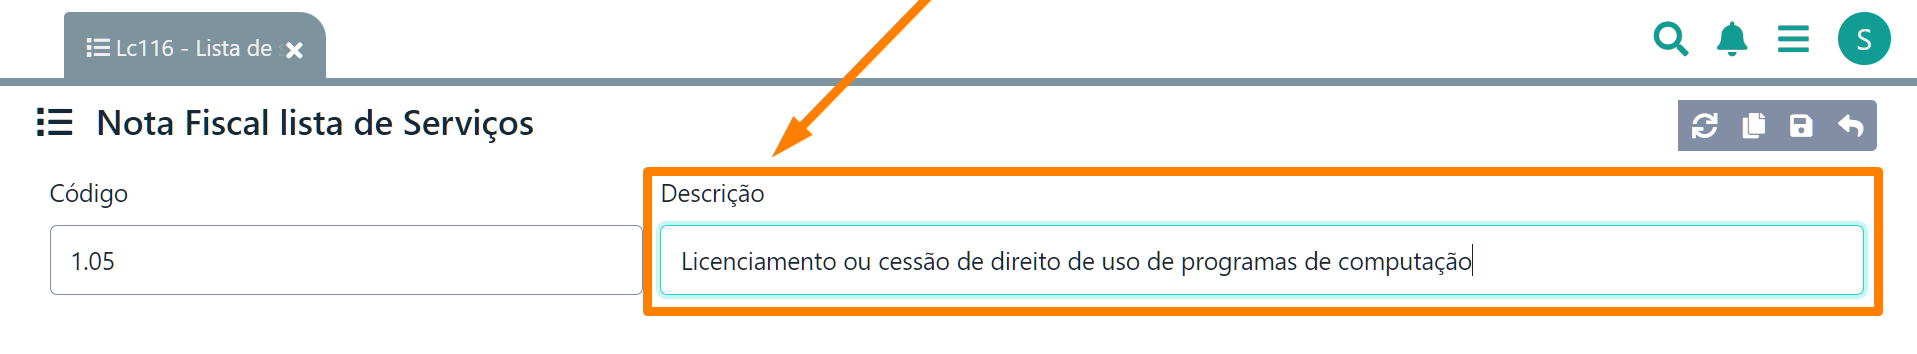 Lc116 - Lista de
S
Nota Fiscal lista de Serviços
Código
Descrição
1.05
Licenciamento ou cessão de direito de uso de programas de computação